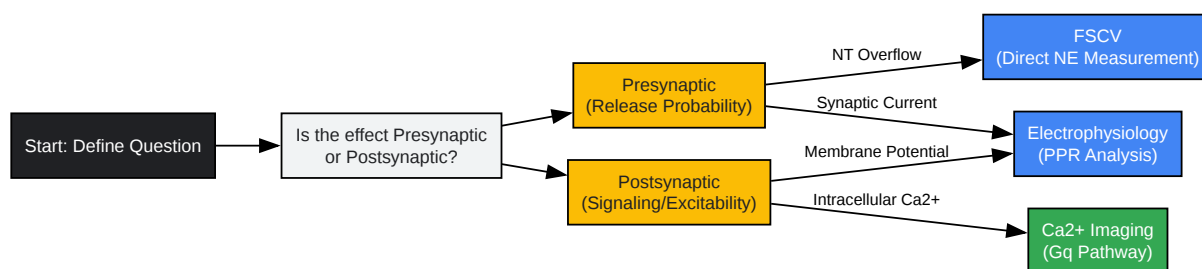 Start: Define Question
Is the effect Presynaptic
or Postsynaptic?
Presynaptic
(Release Probability)
Postsynaptic
(Signaling/Excitability)
NT Overflow
Synaptic Current
Membrane Potential
Intracellular Ca2+
FSCV
(Direct NE Measurement)
Electrophysiology
(PPR Analysis)
Ca2+ Imaging
(Gq Pathway)